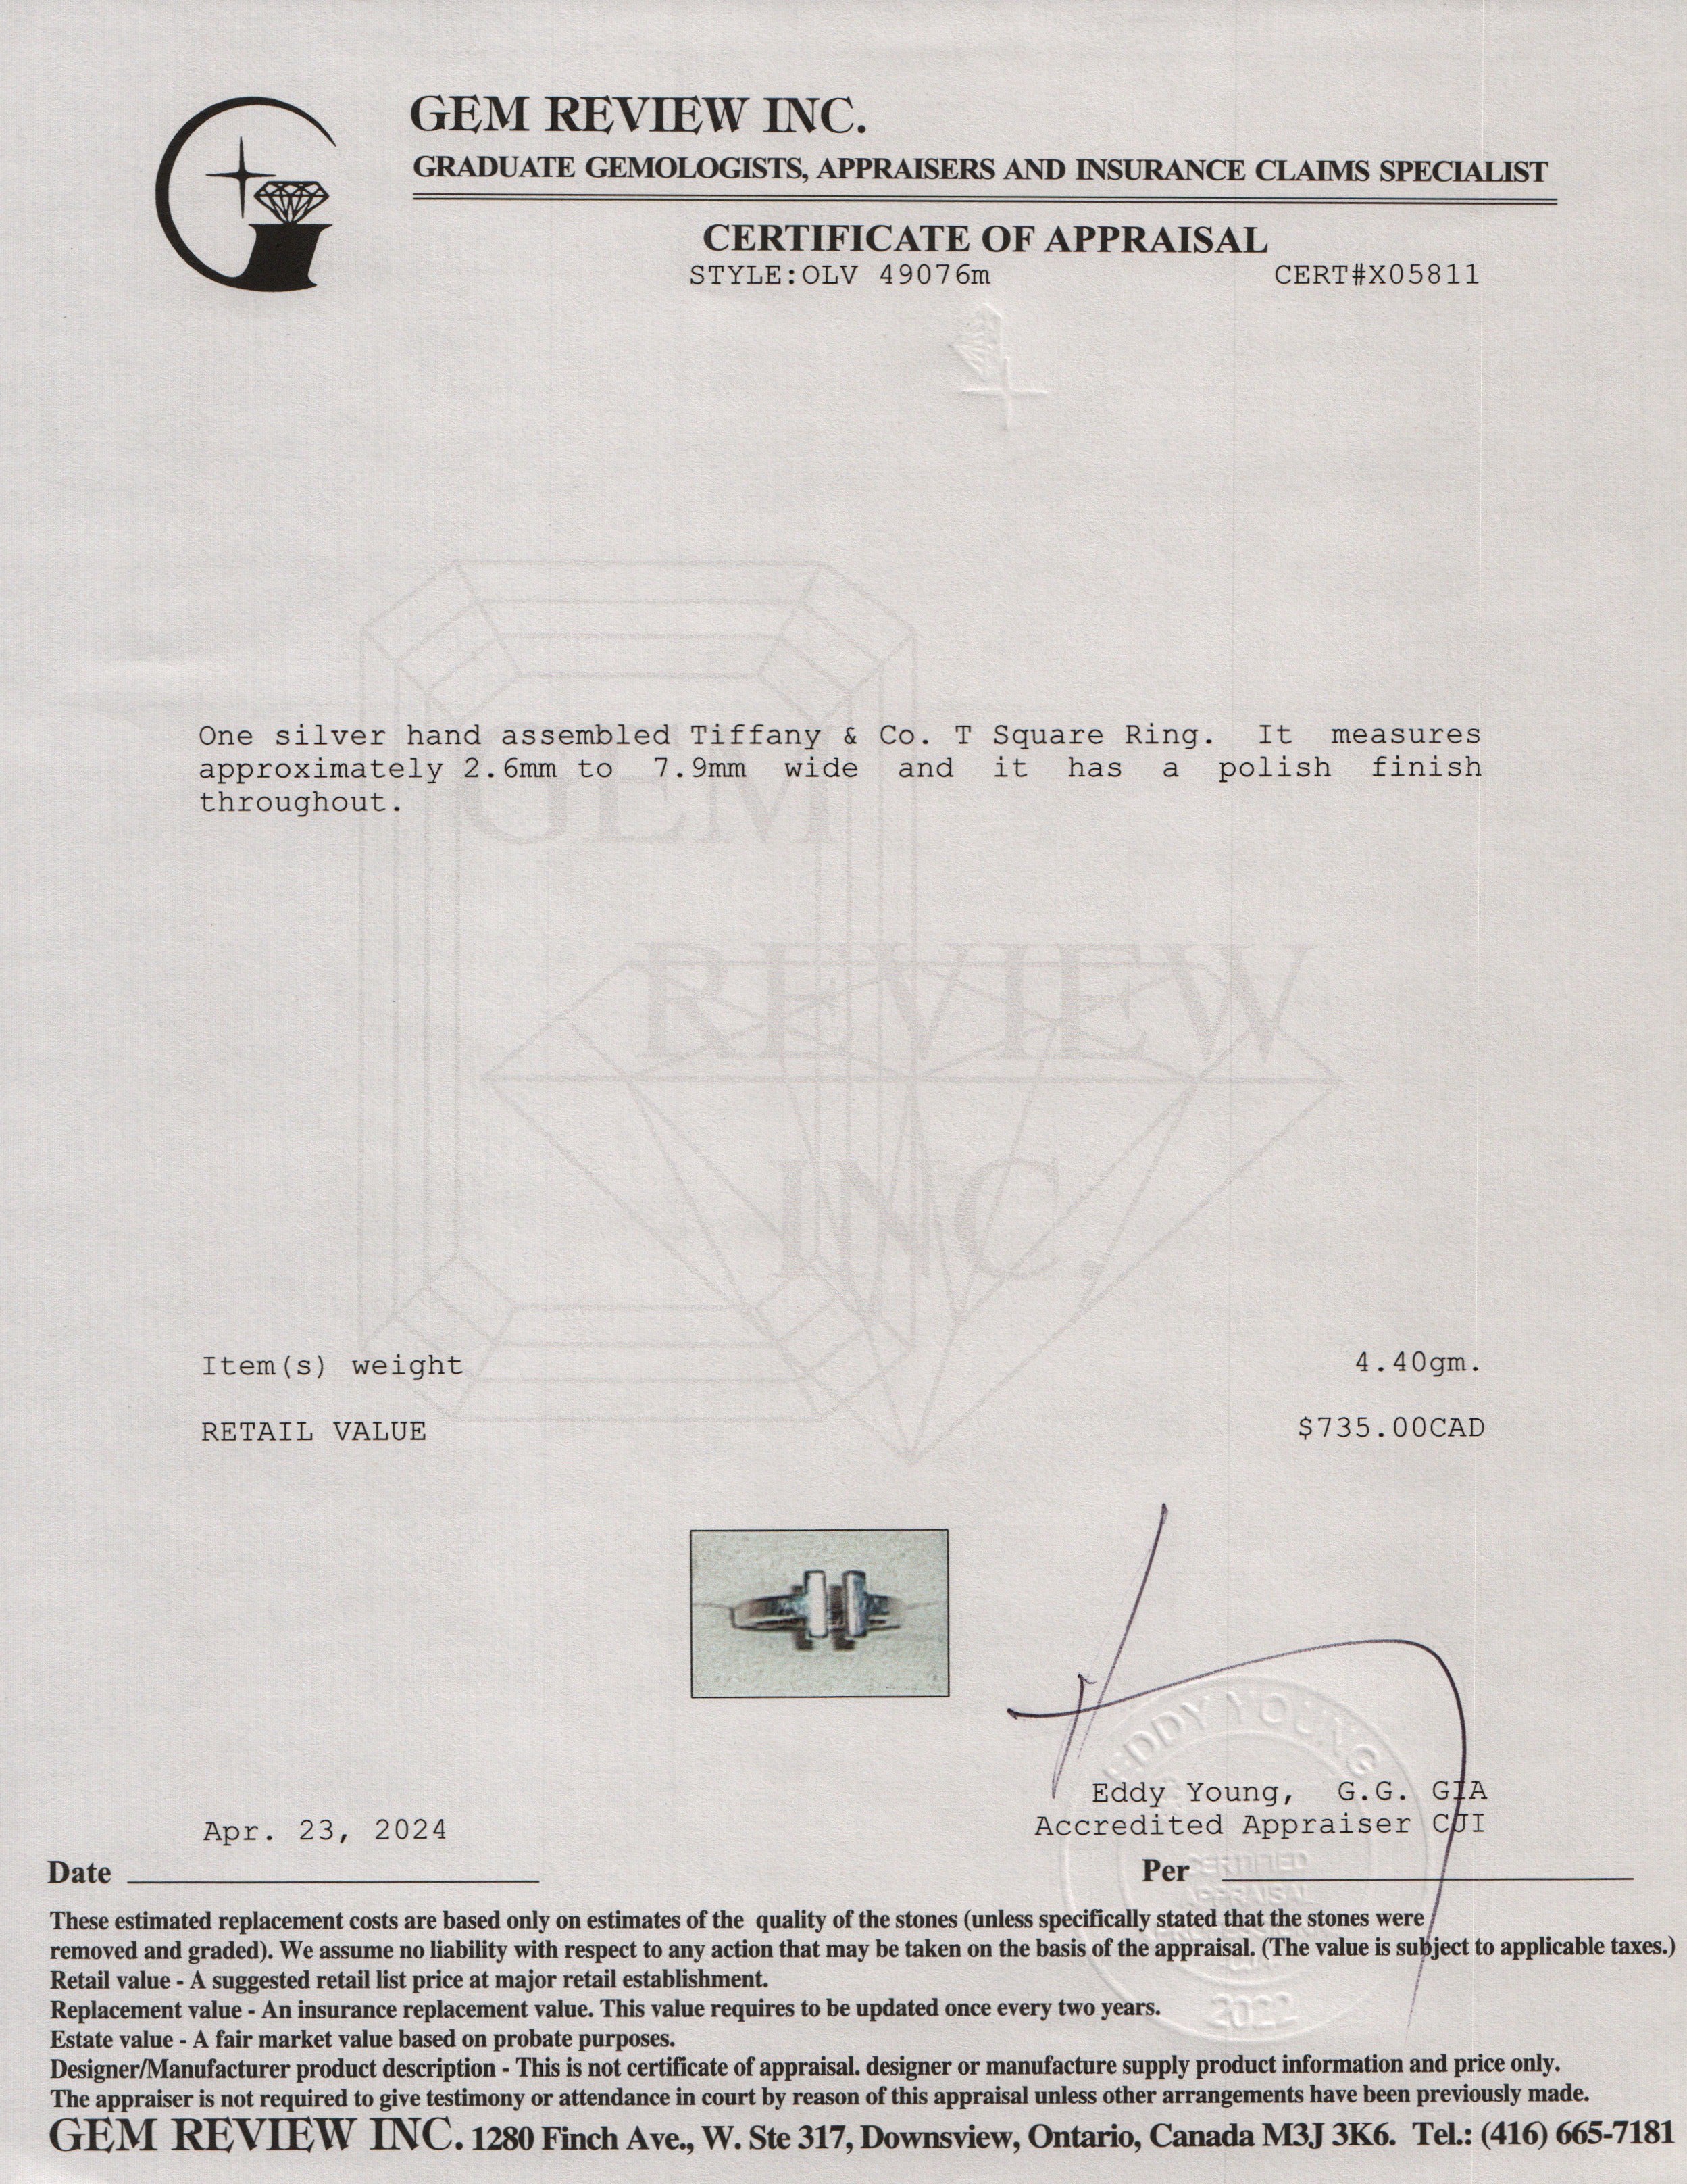 GEM REVIEW INC.
GRADUATE GEMOLOGISTS, APPRAISERS AND INSURANCE CLAIMS SPECIALIST
CERTIFICATE OF APPRAISAL
STYLE:OLV 49076m CERT#X05811
One silver hand assembled Tiffany & Co. T Square Ring. It measures
approximately 2.6mm to 7.9mm wide and it has a polish finish
throughout.
GEM
REVIEW
INC.
Item(s) weight 4.40gm.
RETAIL VALUE $735.00CAD
EDDY YOUNG
Eddy Young, G.G. GIA
Accredited Appraiser CJI
Apr. 23, 2024
Date
Per
CERTIFIED
APPRAISAL
PROFESSIONAL
2022
These estimated replacement costs are based only on estimates of the quality of the stones (unless specifically stated that the stones were
removed and graded). We assume no liability with respect to any action that may be taken on the basis of the appraisal. (The value is subject to applicable taxes.)
Retail value - A suggested retail list price at major retail establishment.
Replacement value - An insurance replacement value. This value requires to be updated once every two years.
Estate value - A fair market value based on probate purposes.
Designer/Manufacturer product description - This is not certificate of appraisal. designer or manufacture supply product information and price only.
The appraiser is not required to give testimony or attendance in court by reason of this appraisal unless other arrangements have been previously made.
GEM REVIEW INC. 1280 Finch Ave., W. Ste 317, Downsview, Ontario, Canada M3J 3K6. Tel.: (416) 665-7181